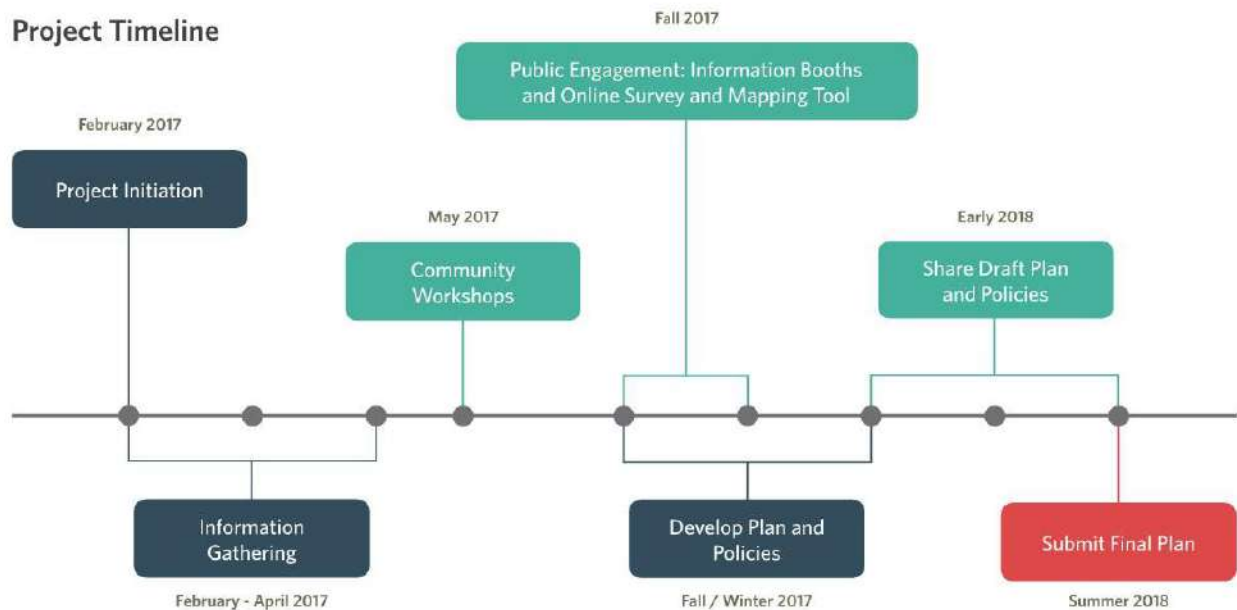 Project Timeline
Fall 2017
Public Engagement: Information Booths
and Online Survey and Mapping Tool
February 2017
Project Initiation
May 2017
Community
Workshops
Early 2018
Share Draft Plan
and Policies
Information
Gathering
February - April 2017
Develop Plan and
Policies
Fall / Winter 2017
Submit Final Plan
Summer 2018